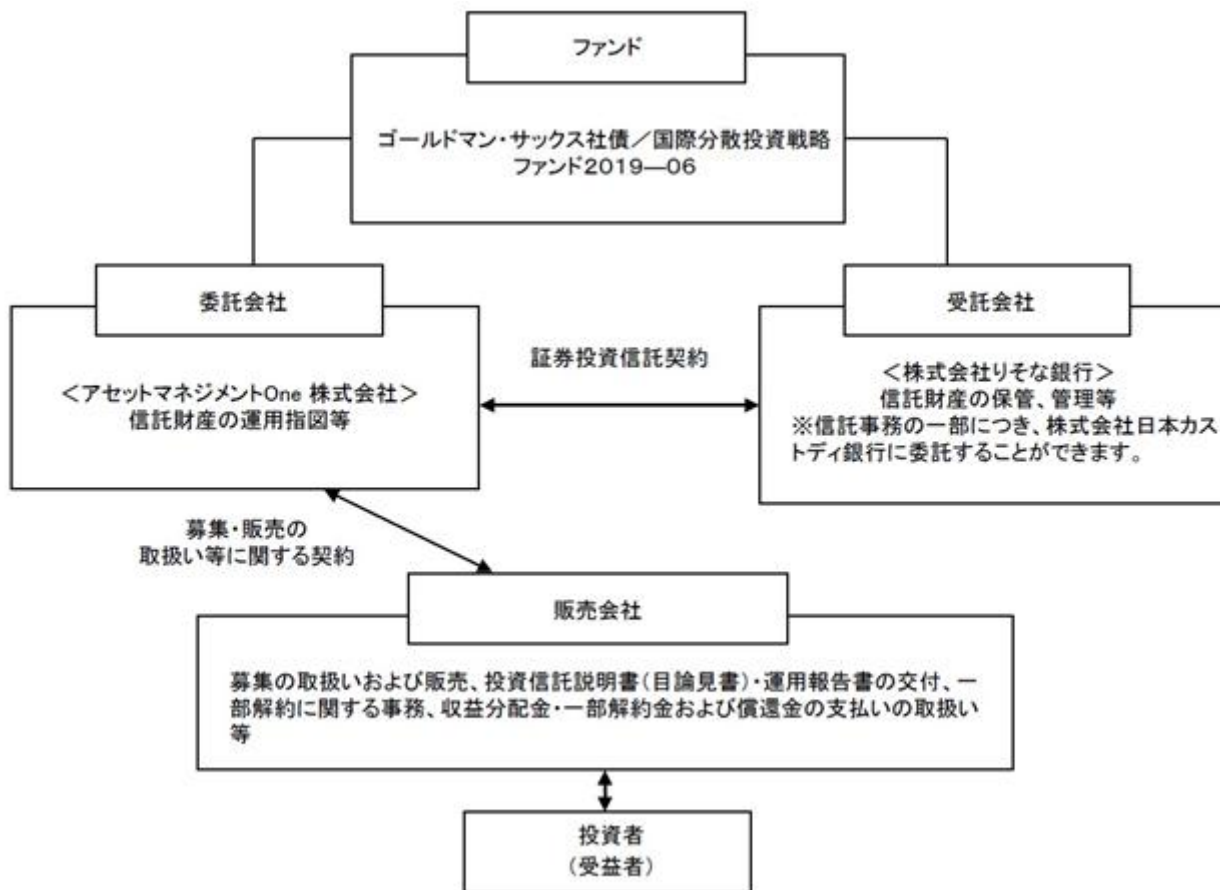 ファンド
ゴールドマン・サックス社債／国際分散投資戦略
ファンド2019―06
委託会社
＜アセットマネジメントOne 株式会社＞
信託財産の運用指図等
証券投資信託契約
受託会社
＜株式会社りそな銀行＞
信託財産の保管、管理等
※信託事務の一部につき、株式会社日本カス
トディ銀行に委託することができます。
募集・販売の
取扱い等に関する契約
販売会社
募集の取扱いおよび販売、投資信託説明書（目論見書）・運用報告書の交付、一
部解約に関する事務、収益分配金・一部解約金および償還金の支払いの取扱い
等
投資者
（受益者）